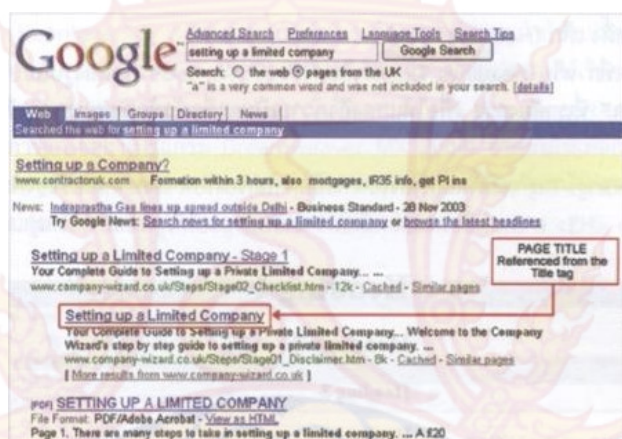 Google™
Advanced Search Preferences Language Tools Search Tips
setting up a limited company Google Search
Search: the web pages from the UK
"a" is a very common word and was not included in your search. [details]
Web Images Groups Directory News
Searched the web for setting up a limited company
Setting up a Company?
www.contractoruk.com Formation within 3 hours, also mortgages, IR35 info, get PI ins
News: Indraprastha Gas lines up spread outside Delhi - Business Standard - 28 Nov 2003
Try Google News: Search news for setting up a limited company or browse the latest headlines
PAGE TITLE
Referenced from the
Title tag
Setting up a Limited Company - Stage 1
Your Complete Guide to Setting up a Private Limited Company... ...
www.company-wizard.co.uk/Steps/Stage02_Checklist.htm - 12k - Cached - Similar pages
Setting up a Limited Company
Your Complete Guide to Setting up a Private Limited Company... Welcome to the Company
Wizard's step by step guide to setting up a private limited company. ...
www.company-wizard.co.uk/Steps/Stage01_Disclaimer.htm - 8k - Cached - Similar pages
[ More results from www.company-wizard.co.uk ]
[PDF] SETTING UP A LIMITED COMPANY
File Format: PDF/Adobe Acrobat - View as HTML
Page 1. There are many steps to take in setting up a limited company. ... A £20